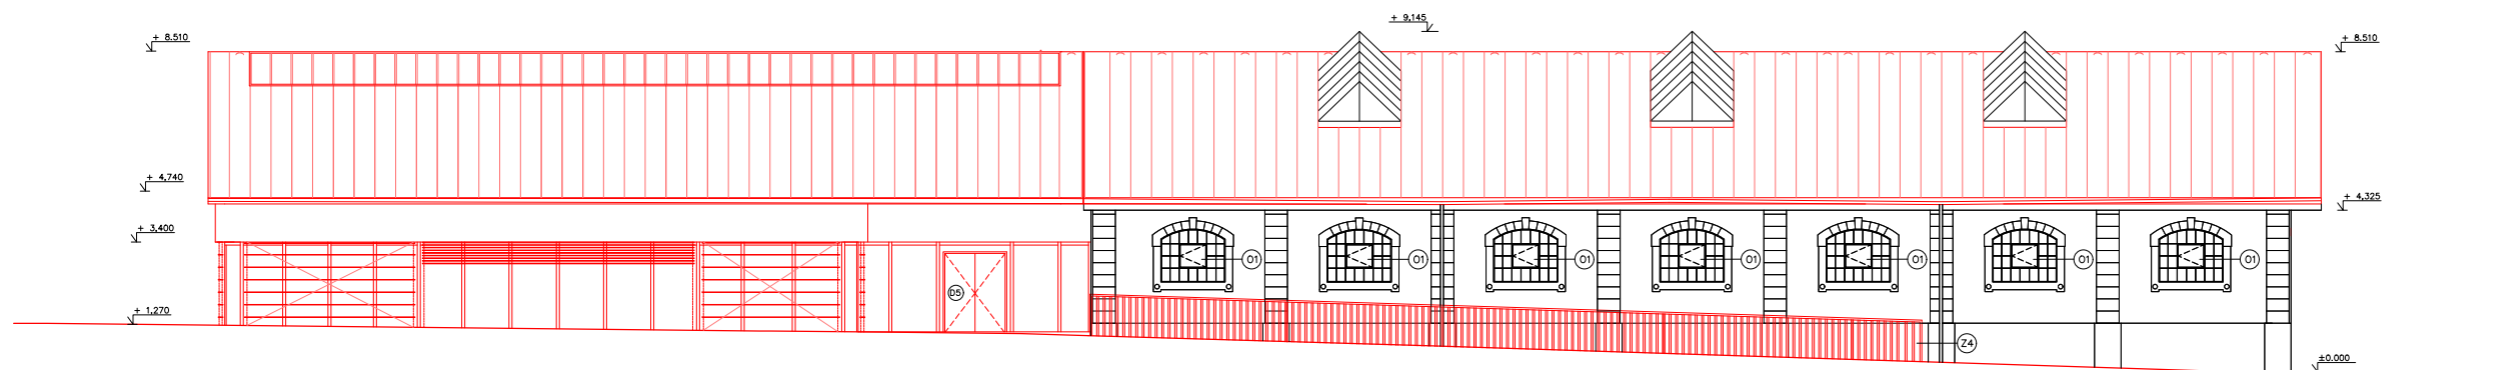 + 9,145
+ 8.510
+ 8.510
+ 4,740
+ 4,325
+ 3,400
O1
O1
O1
O1
O1
O1
O1
D5
+ 1,270
Z4
±0.000